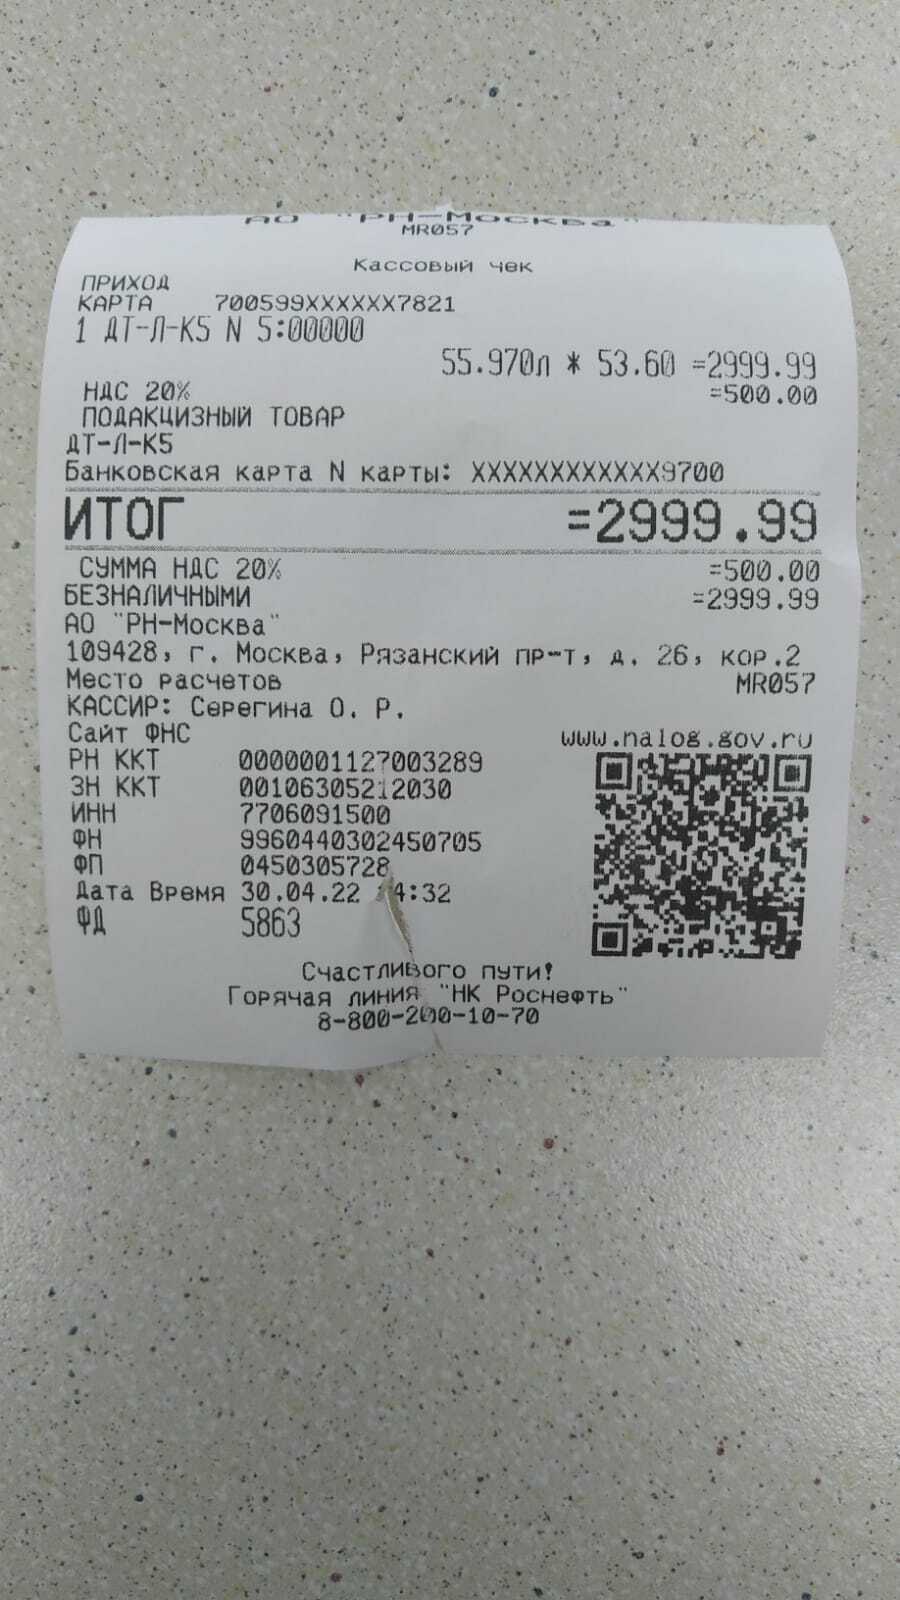 АО "РН-Москва"
MR057
Кассовый чек
ПРИХОД
КАРТА 700599XXXXXX7821
1 ДТ-Л-К5 N 5:00000
55.970л * 53.60 =2999.99
НДС 20% =500.00
ПОДАКЦИЗНЫЙ ТОВАР
ДТ-Л-К5
Банковская карта N карты: XXXXXXXXXXXX9700
ИТОГ =2999.99
СУММА НДС 20% =500.00
БЕЗНАЛИЧНЫМИ =2999.99
АО "РН-Москва"
109428, г. Москва, Рязанский пр-т, д. 26, кор.2
Место расчетов MR057
КАССИР: Серегина О. Р.
Сайт ФНС www.nalog.gov.ru
РН ККТ 0000001127003289
ЗН ККТ 00106305212030
ИНН 7706091500
ФН 9960440302450705
ФП 0450305728
Дата Время 30.04.22
ФД 5863
Счастливого пути!
Горячая линия "НК Роснефть"
8-800-200-10-70